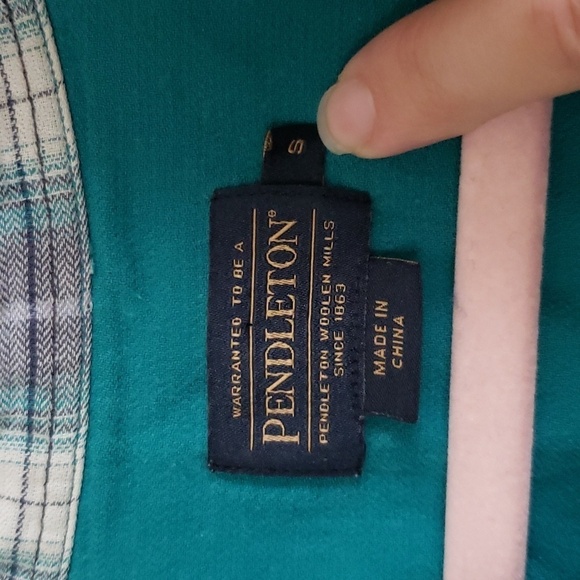 S
WARRANTED TO BE A
PENDLETON®
PENDLETON WOOLEN MILLS
SINCE 1863
MADE IN
CHINA